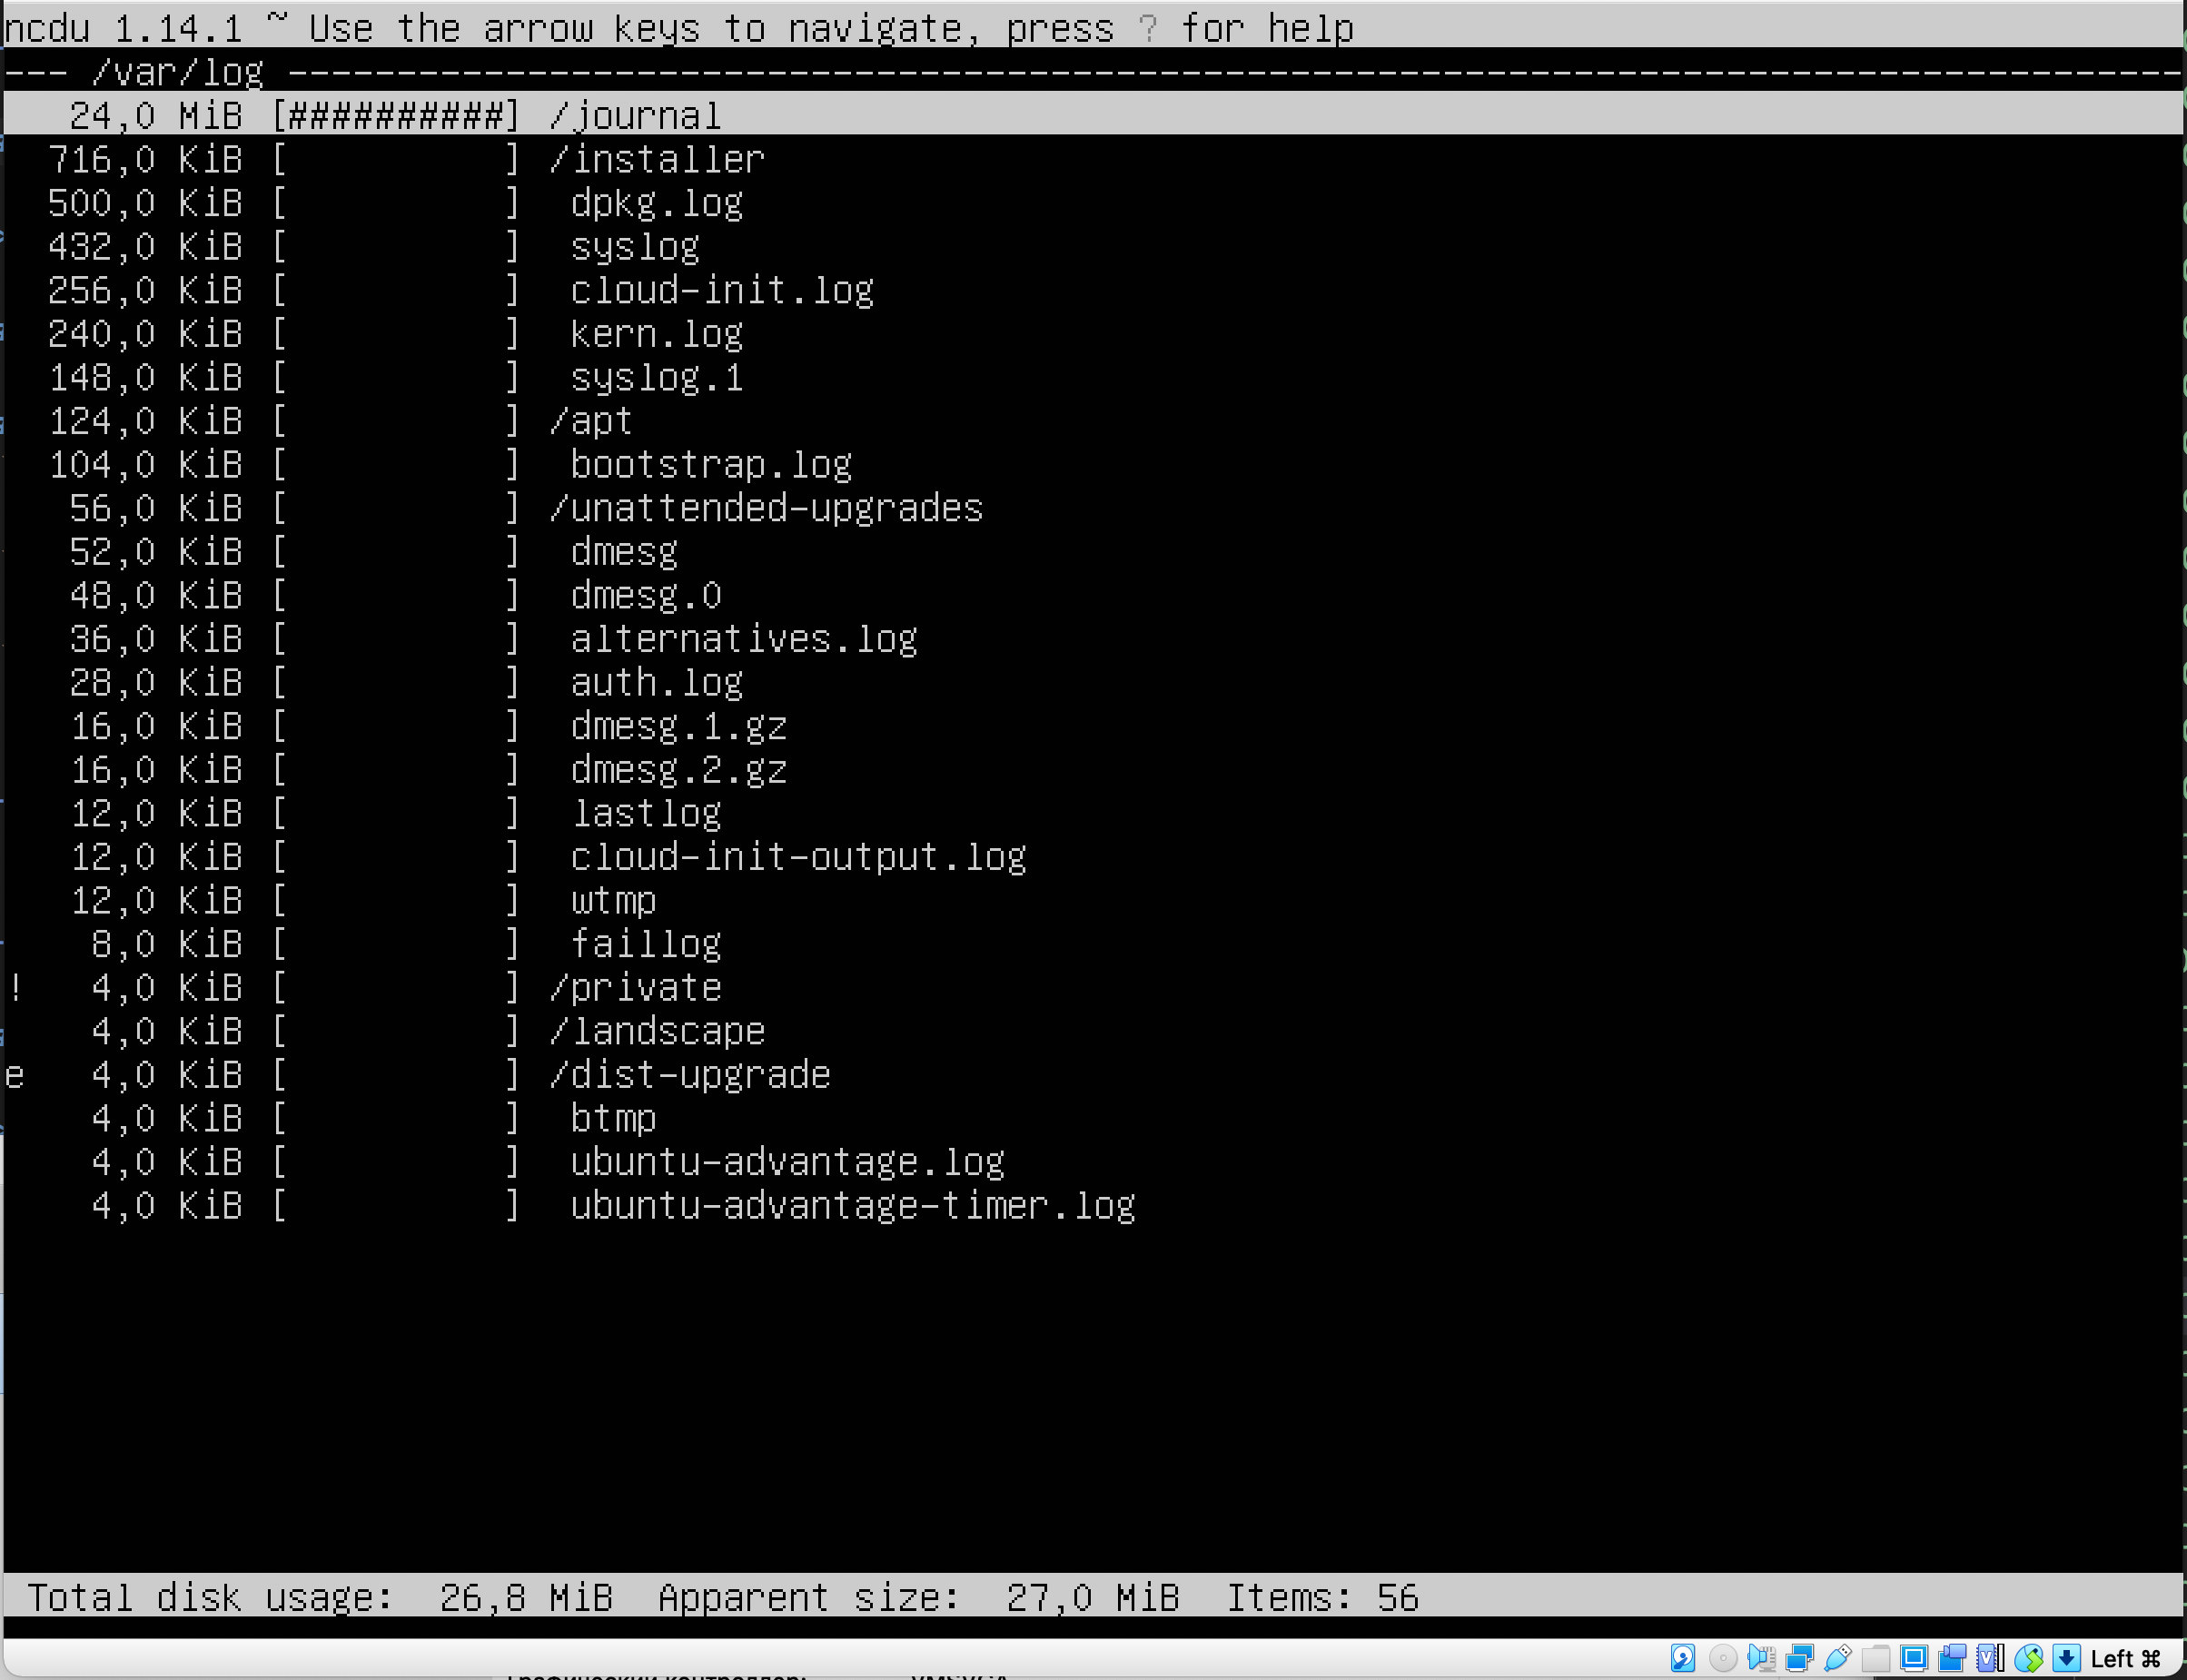 ncdu 1.14.1 ~ Use the arrow keys to navigate, press ? for help
--- /var/log ----------------------------------------------------------------------------------------
24,0 MiB [##########] /journal
716,0 KiB [          ] /installer
500,0 KiB [          ]  dpkg.log
432,0 KiB [          ]  syslog
256,0 KiB [          ]  cloud-init.log
240,0 KiB [          ]  kern.log
148,0 KiB [          ]  syslog.1
124,0 KiB [          ] /apt
104,0 KiB [          ]  bootstrap.log
56,0 KiB [          ] /unattended-upgrades
52,0 KiB [          ]  dmesg
48,0 KiB [          ]  dmesg.0
36,0 KiB [          ]  alternatives.log
28,0 KiB [          ]  auth.log
16,0 KiB [          ]  dmesg.1.gz
16,0 KiB [          ]  dmesg.2.gz
12,0 KiB [          ]  lastlog
12,0 KiB [          ]  cloud-init-output.log
12,0 KiB [          ]  wtmp
8,0 KiB [          ]  faillog
! 4,0 KiB [          ] /private
4,0 KiB [          ] /landscape
e 4,0 KiB [          ] /dist-upgrade
4,0 KiB [          ]  btmp
4,0 KiB [          ]  ubuntu-advantage.log
4,0 KiB [          ]  ubuntu-advantage-timer.log
Total disk usage: 26,8 MiB Apparent size: 27,0 MiB Items: 56
Left ⌘